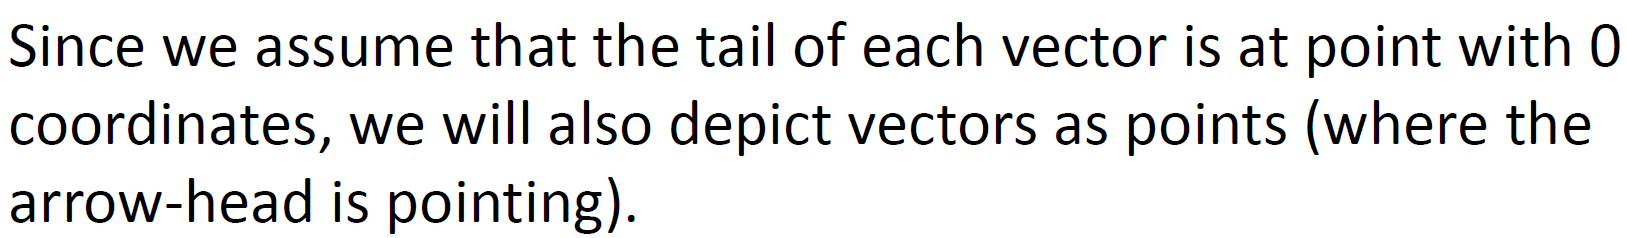 Since we assume that the tail of each vector is at point with 0
coordinates, we will also depict vectors as points (where the
arrow-head is pointing).